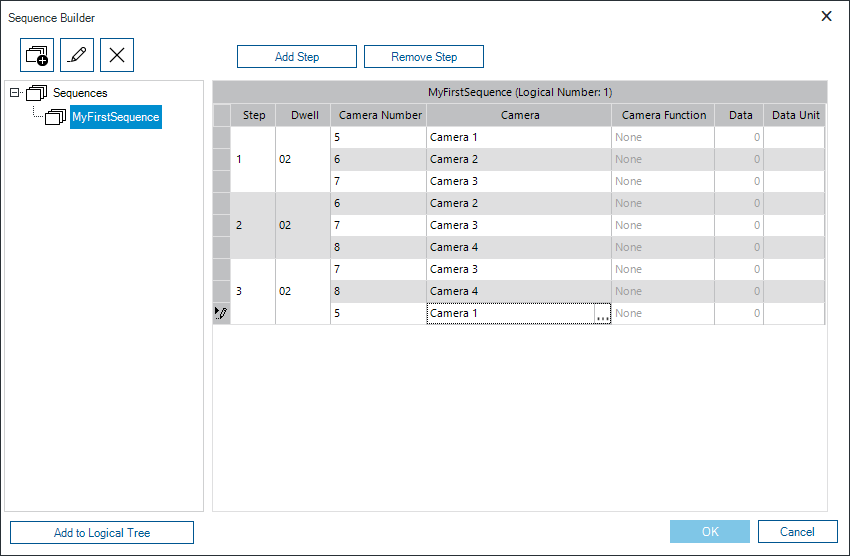 Sequence Builder
Add Step Remove Step
Sequences
MyFirstSequence
MyFirstSequence (Logical Number: 1)
Step Dwell Camera Number Camera Camera Function Data Data Unit
5 Camera 1 None 0
1 02 6 Camera 2 None 0
7 Camera 3 None 0
6 Camera 2 None 0
2 02 7 Camera 3 None 0
8 Camera 4 None 0
7 Camera 3 None 0
3 02 8 Camera 4 None 0
5 Camera 1 ... None 0
Add to Logical Tree
OK Cancel